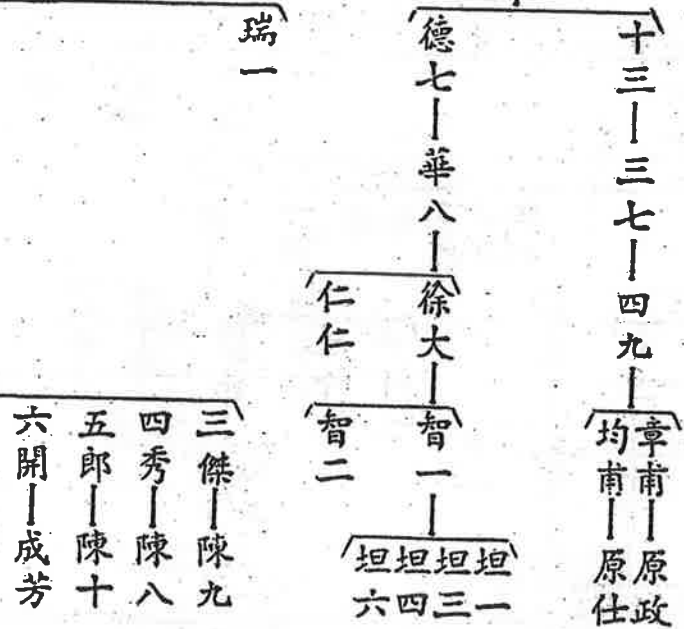 十三—三七—四九—
章甫—原政
均甫—原仕
德七—華八—
徐大—
仁仁
智一—
智二
坦一
坦三
坦四
坦六
瑞一
三傑—陳九
四秀—陳八
五郎—陳十
六開—成芳